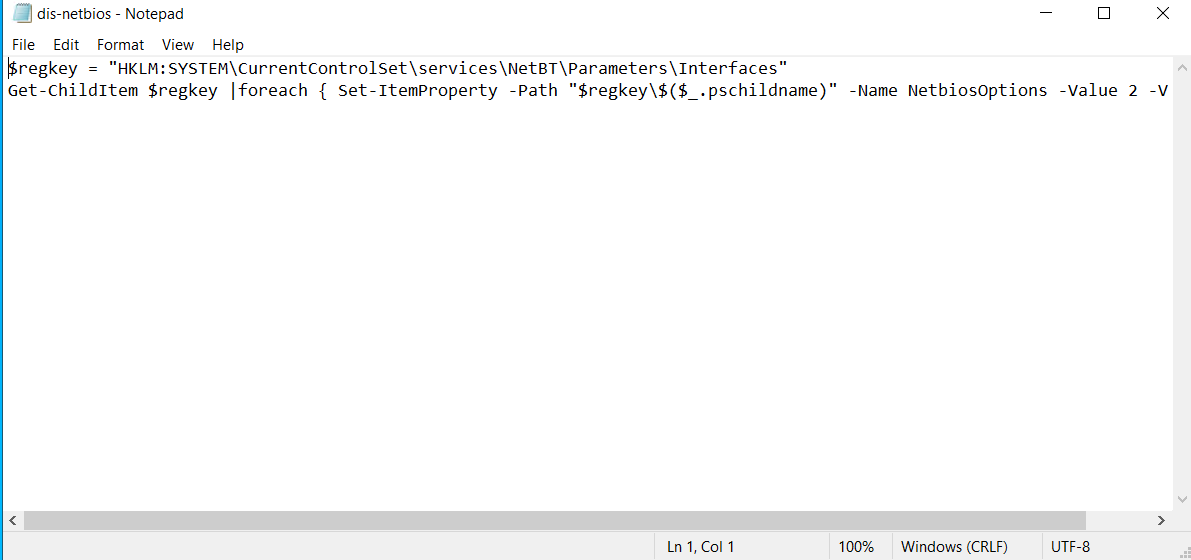 dis-netbios - Notepad
File Edit Format View Help
$regkey = "HKLM:SYSTEM\CurrentControlSet\services\NetBT\Parameters\Interfaces"
Get-ChildItem $regkey |foreach { Set-ItemProperty -Path "$regkey\$($_.pschildname)" -Name NetbiosOptions -Value 2 -V
Ln 1, Col 1 100% Windows (CRLF) UTF-8